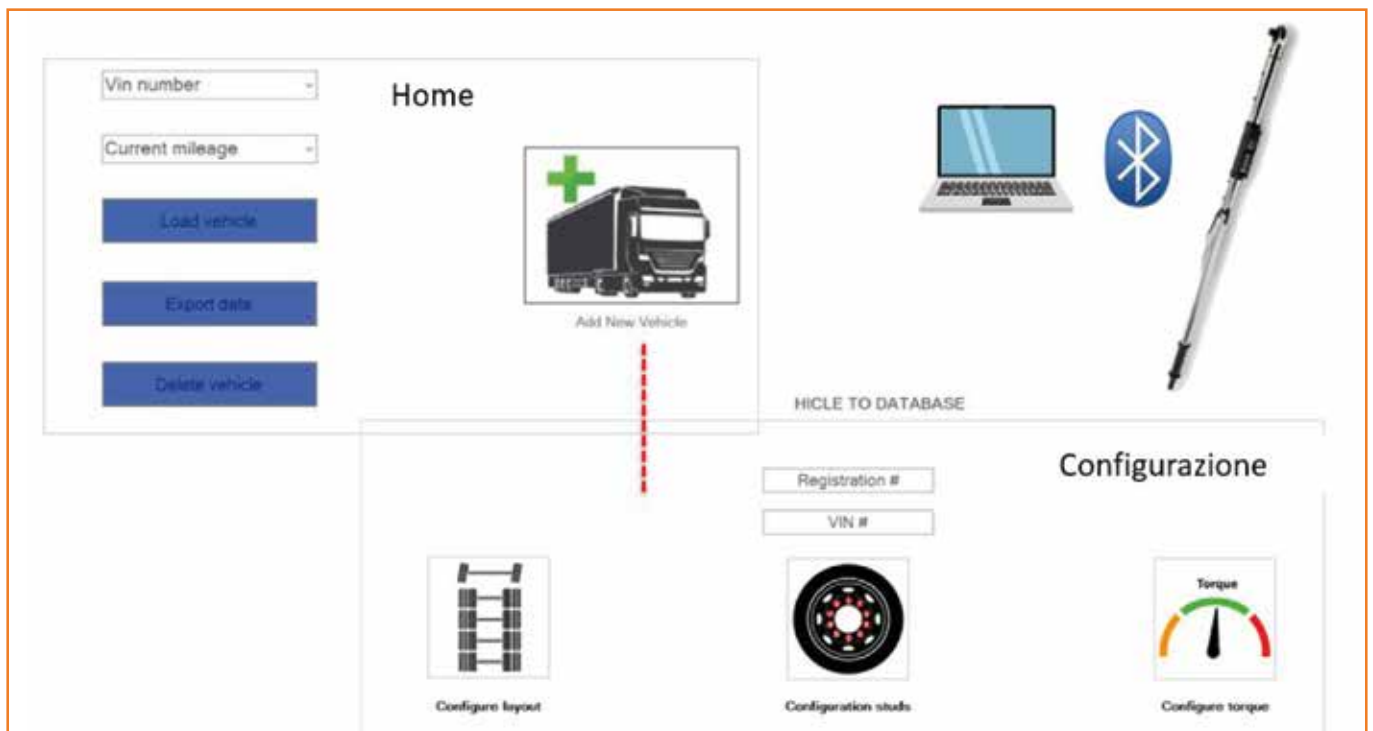 Vin number
Home
Current mileage
Load vehicle
Export data
Delete vehicle
Add New Vehicle
HICLE TO DATABASE
Configurazione
Registration #
VIN #
Torque
Configure layout
Configuration studs
Configure torque